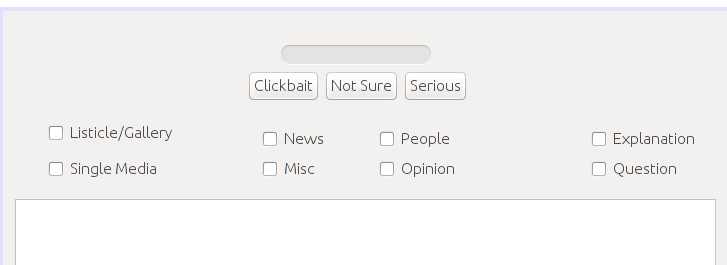 Clickbait Not Sure Serious
Listicle/Gallery News People Explanation
Single Media Misc Opinion Question